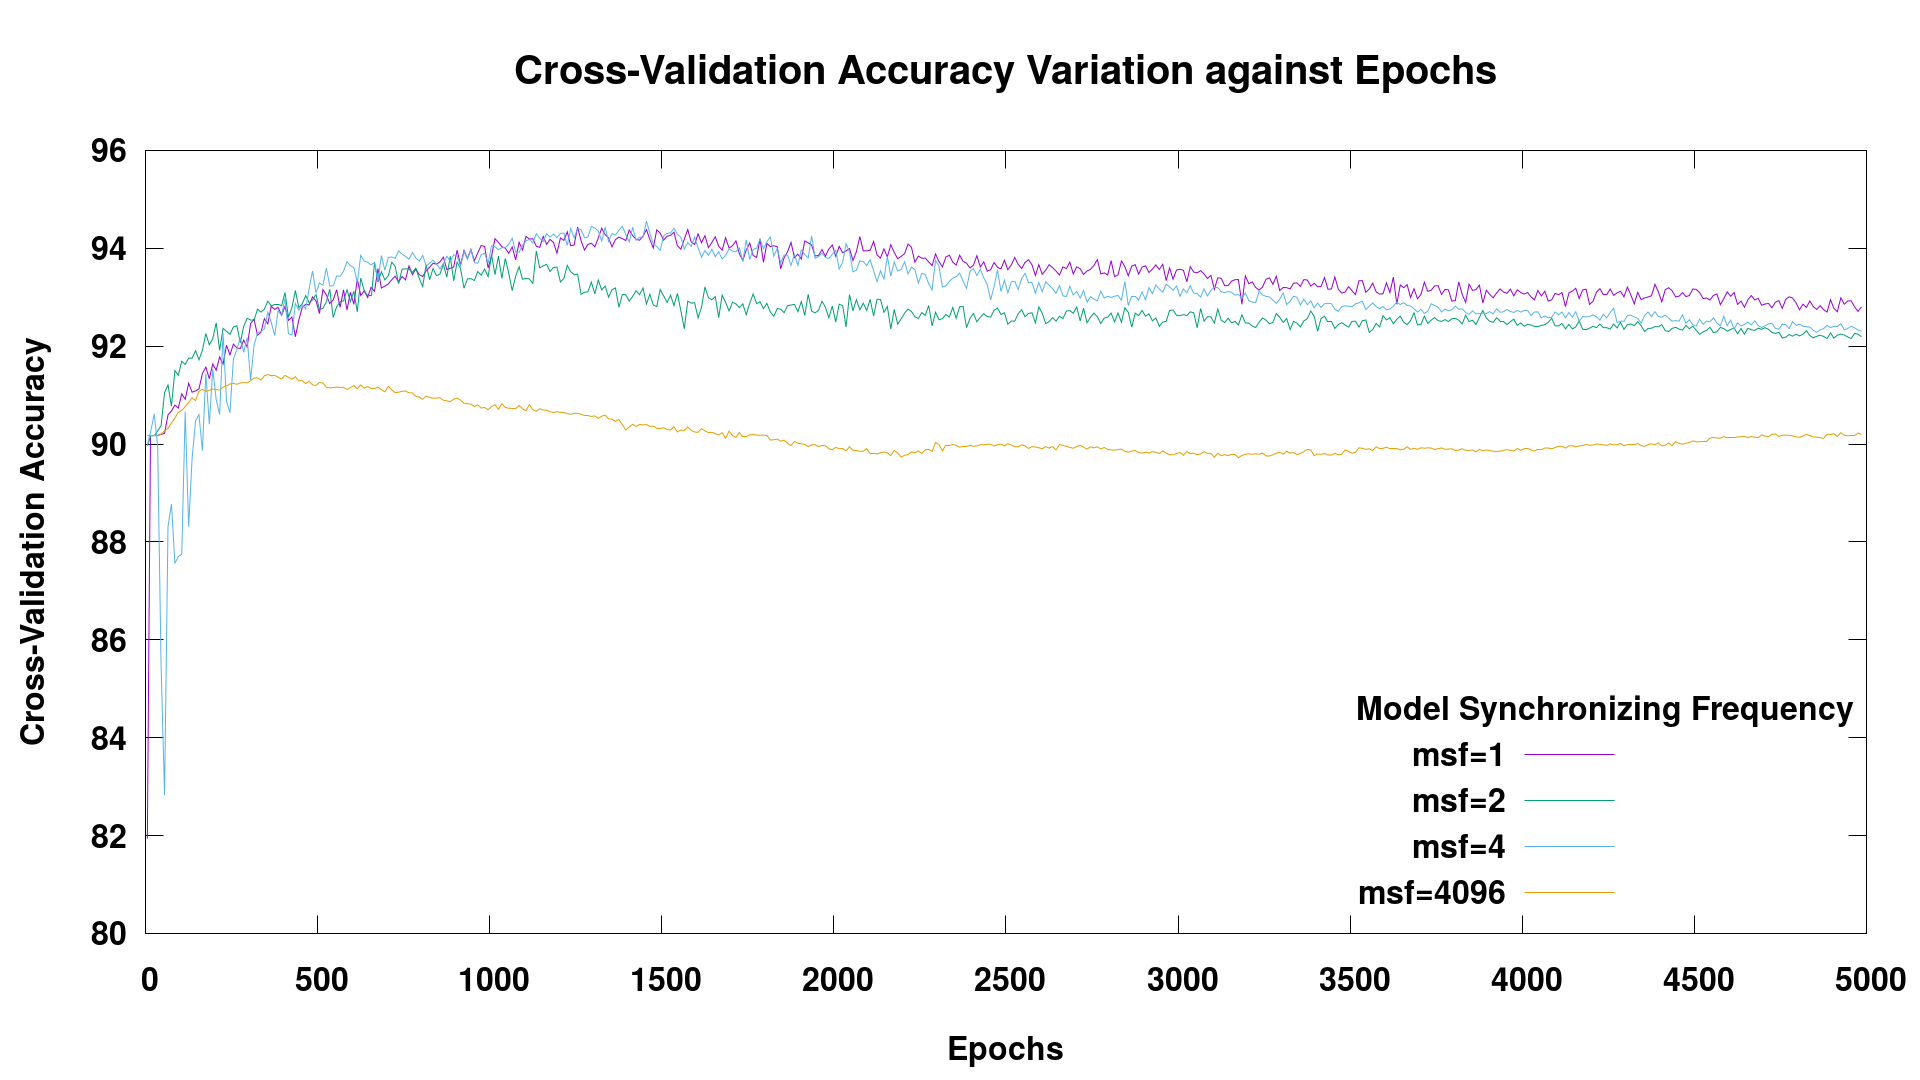 Cross-Validation Accuracy Variation against Epochs
96
94
92
90
88
86
84
82
80
Cross-Validation Accuracy
Model Synchronizing Frequency
msf=1
msf=2
msf=4
msf=4096
0 500 1000 1500 2000 2500 3000 3500 4000 4500 5000
Epochs